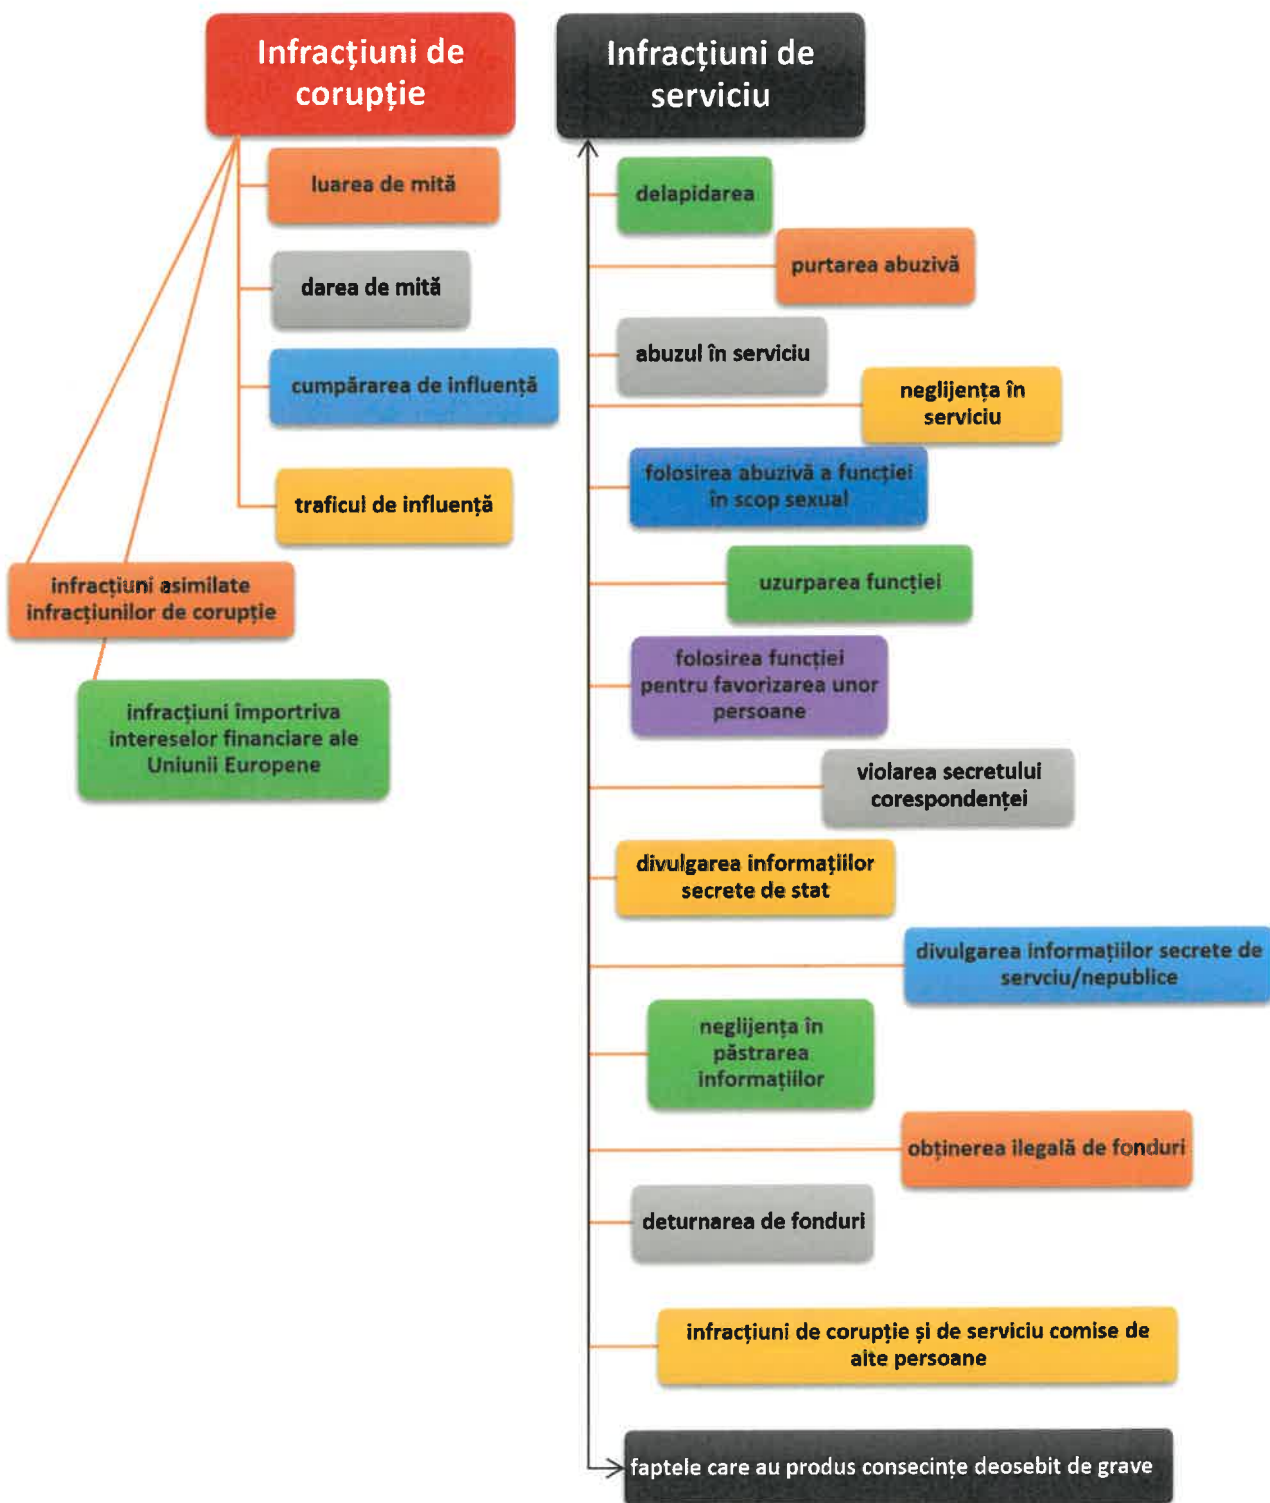 Infracțiuni de
corupție
luarea de mită
darea de mită
cumpărarea de influență
traficul de influență
infracțiuni asimilate
infracțiunilor de corupție
infracțiuni împortriva
intereselor financiare ale
Uniunii Europene
Infracțiuni de
serviciu
delapidarea
purtarea abuzivă
abuzul în serviciu
neglijența în
serviciu
folosirea abuzivă a funcției
în scop sexual
uzurparea funcției
folosirea funcției
pentru favorizarea unor
persoane
violarea secretului
corespondenței
divulgarea informațiilor
secrete de stat
divulgarea informațiilor secrete de
servciu/nepublice
neglijența în
păstrarea
informațiilor
obținerea ilegală de fonduri
deturnarea de fonduri
infracțiuni de corupție și de serviciu comise de
alte persoane
faptele care au produs consecințe deosebit de grave